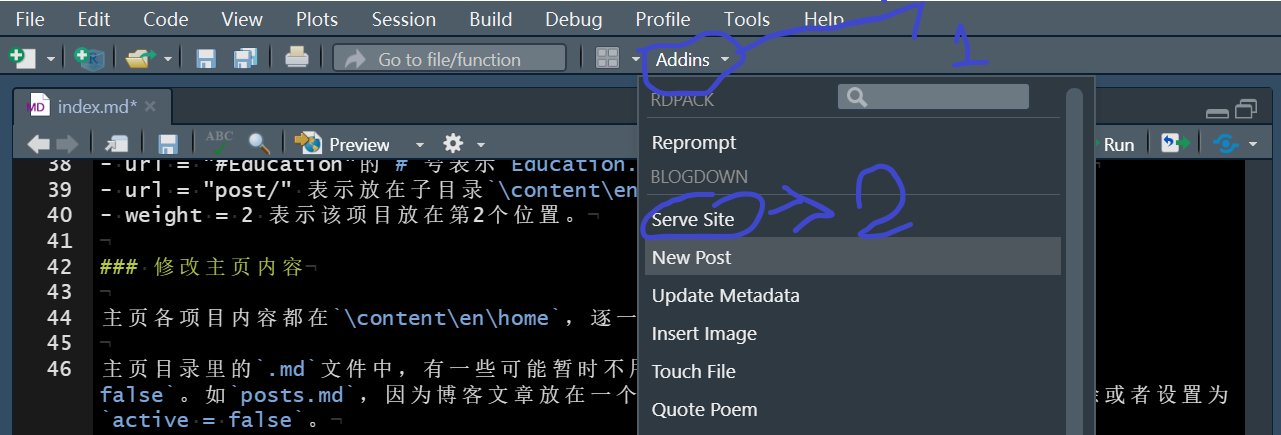 File Edit Code View Plots Session Build Debug Profile Tools Help
Go to file/function Addins
1
index.md*
RDPACK
ABC Preview Run
Reprompt
BLOGDOWN
Serve Site
2
New Post
Update Metadata
Insert Image
Touch File
Quote Poem
38 - url = "#Education"的 # 号表示 Education.
39 - url = "post/" 表示放在子目录`\content\en
40 - weight = 2 表示该项目放在第2个位置。
41
42 ### 修改主页内容
43
44 主页各项目内容都在`\content\en\home`，逐一
45
46 主页目录里的`.md`文件中，有一些可能暂时不
false`。如`posts.md`，因为博客文章放在一个 或者设置为
`active = false`。